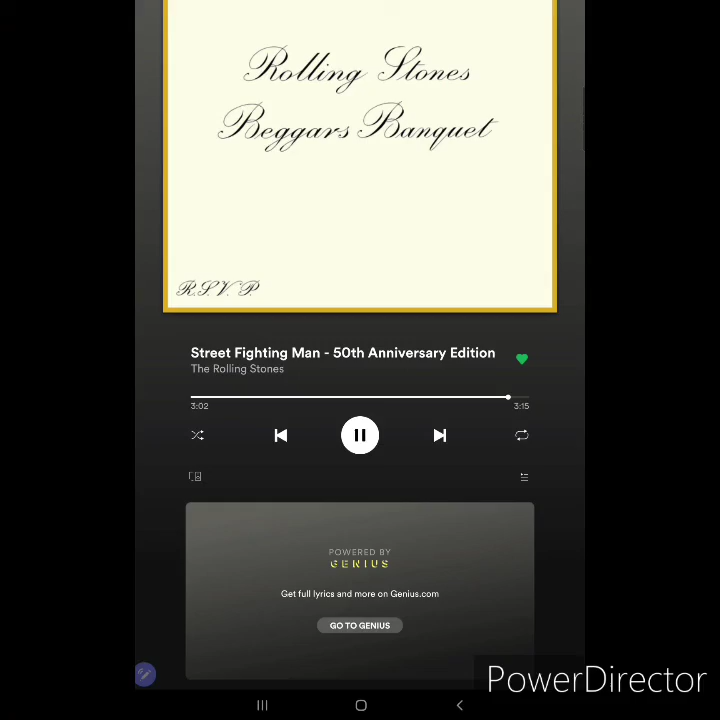 Rolling Stones
Beggars Banquet
R.S.V.P.
Street Fighting Man - 50th Anniversary Edition
The Rolling Stones
3:02
3:15
POWERED BY
GENIUS
Get full lyrics and more on Genius.com
GO TO GENIUS
PowerDirector